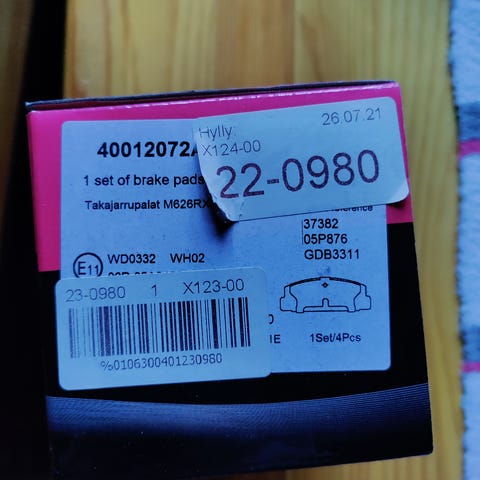 Hylly: 26.07.21
X124-00
22-0980
40012072
1 set of brake pads
Takajarrupalat M626RX
37382
05P876
GDB3311
E11 WD0332 WH02
1Set/4Pcs
23-0980 1 X123-00
%0106300401230980